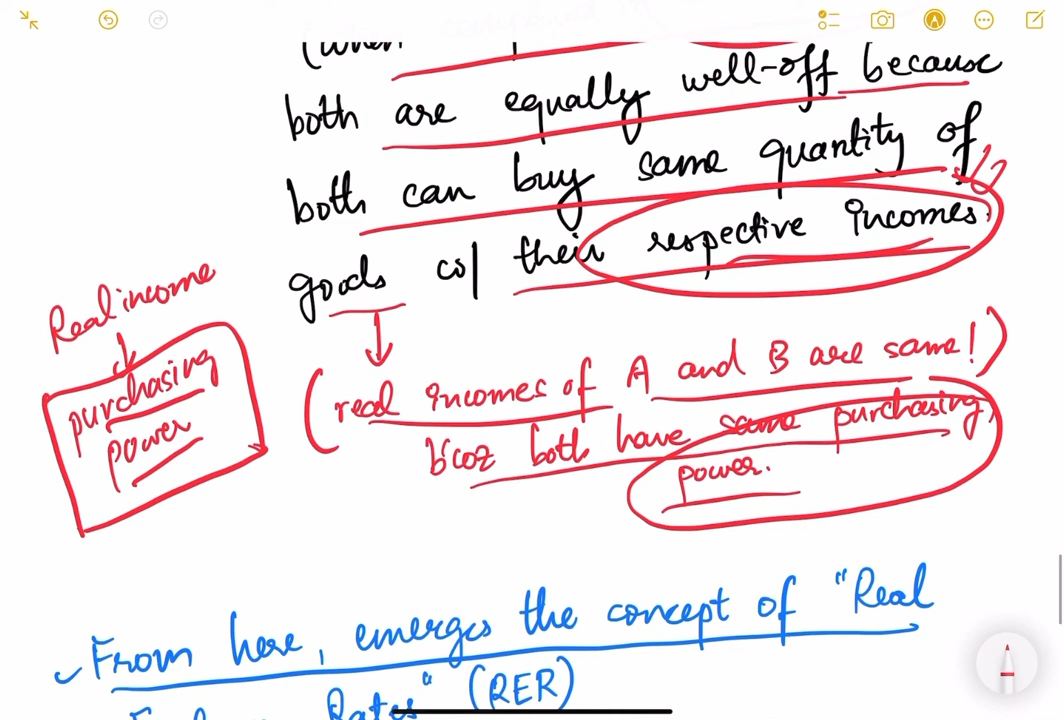 (when
both are equally well-off because
both can buy same quantity of
goods w/ their respective incomes.
Real income
purchasing
power
(real incomes of A and B are same!)
b'coz both have same purchasing
power.
From here, emerges the concept of "Real
Rates" (RER)